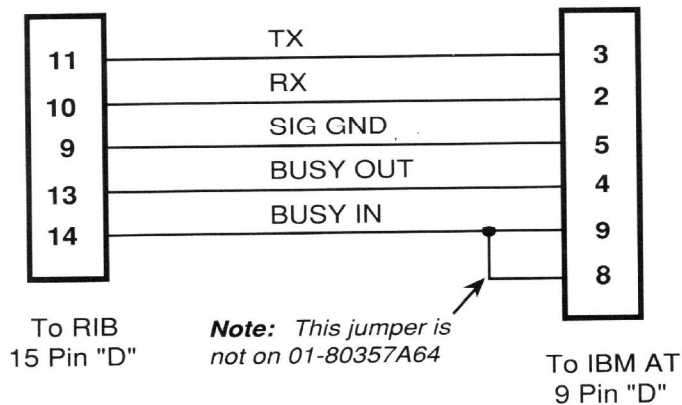 11 TX 3
10 RX 2
9 SIG GND 5
13 BUSY OUT 4
14 BUSY IN 9
8
To RIB
15 Pin "D"
Note: This jumper is
not on 01-80357A64
To IBM AT
9 Pin "D"